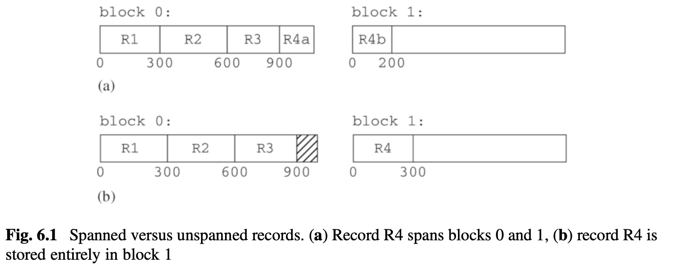 block 0: block 1:
R1 R2 R3 R4a R4b
0 300 600 900 0 200
(a)
block 0: block 1:
R1 R2 R3 R4
0 300 600 900 0 300
(b)
Fig. 6.1 Spanned versus unspanned records. (a) Record R4 spans blocks 0 and 1, (b) record R4 is
stored entirely in block 1